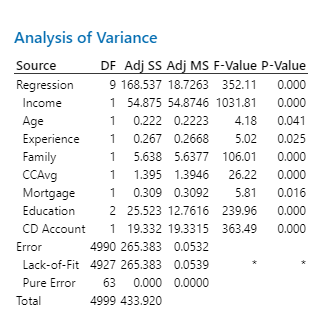 Analysis of Variance
Source DF Adj SS Adj MS F-Value P-Value
Regression 9 168.537 18.7263 352.11 0.000
Income 1 54.875 54.8746 1031.81 0.000
Age 1 0.222 0.2223 4.18 0.041
Experience 1 0.267 0.2668 5.02 0.025
Family 1 5.638 5.6377 106.01 0.000
CCAvg 1 1.395 1.3946 26.22 0.000
Mortgage 1 0.309 0.3092 5.81 0.016
Education 2 25.523 12.7616 239.96 0.000
CD Account 1 19.332 19.3315 363.49 0.000
Error 4990 265.383 0.0532
Lack-of-Fit 4927 265.383 0.0539 * *
Pure Error 63 0.000 0.0000
Total 4999 433.920